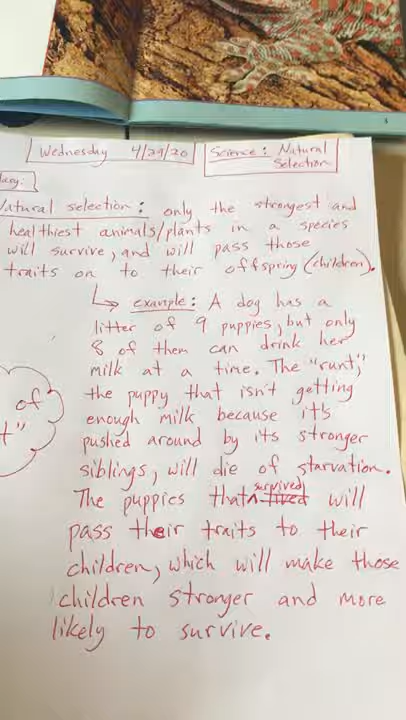 Wednesday 4/29/20
Science: Natural
Selection
Natural selection: only the strongest and
healthiest animals/plants in a species
will survive, and will pass those
traits on to their offspring (children).
example: A dog has a
litter of 9 puppies, but only
8 of them can drink her
milk at a time. The "runt,"
the puppy that isn't getting
enough milk because it's
pushed around by its stronger
siblings, will die of starvation.
The puppies that survived lived will
pass their traits to their
children, which will make those
children stronger and more
likely to survive.
of